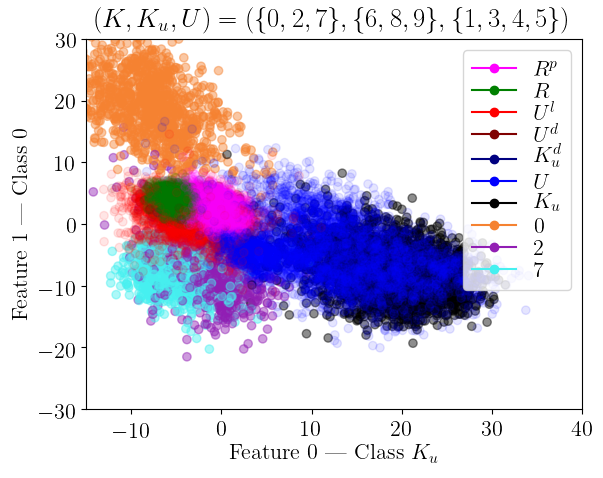 (K, K_u, U) = ({0, 2, 7}, {6, 8, 9}, {1, 3, 4, 5})
30
20
10
0
−10
−20
−30
Feature 1 — Class 0
R^p
R
U^l
U^d
K_u^d
U
K_u
0
2
7
−10
0
10
20
30
40
Feature 0 — Class K_u